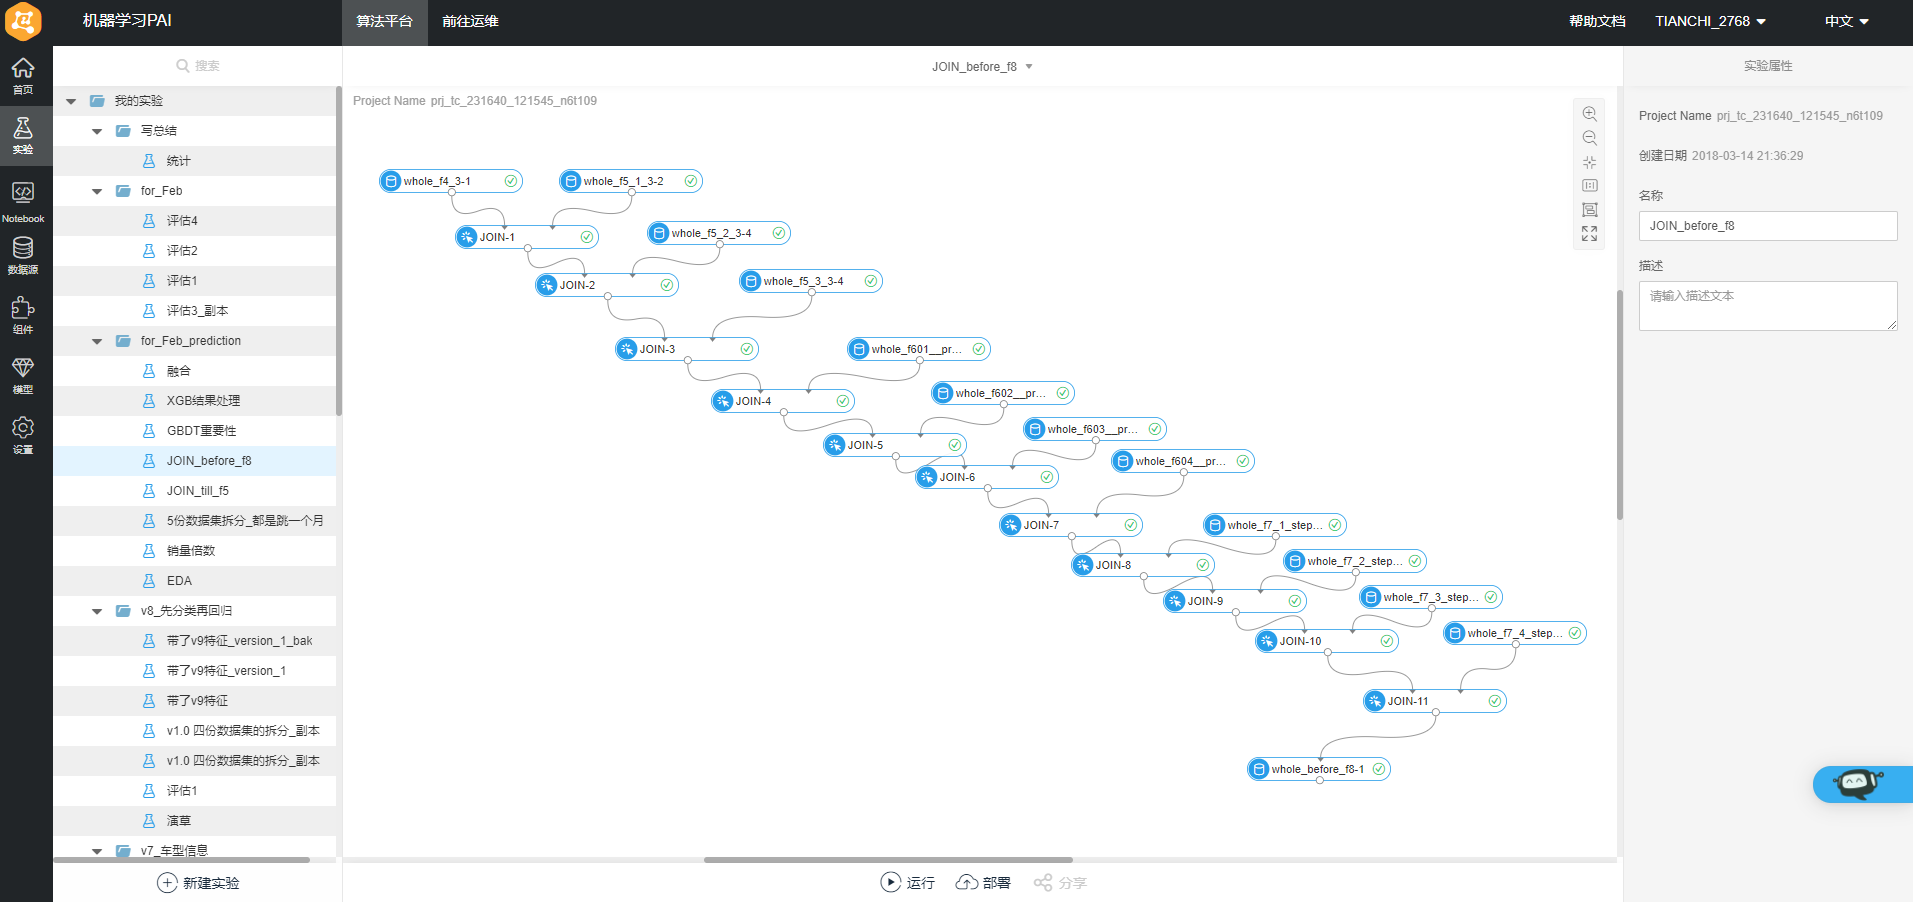 机器学习PAI
算法平台
前往运维
帮助文档
TIANCHI_2768
中文
首页
实验
Notebook
数据源
组件
模型
设置
搜索
我的实验
写总结
统计
for_Feb
评估4
评估2
评估1
评估3_副本
for_Feb_prediction
融合
XGB结果处理
GBDT重要性
JOIN_before_f8
JOIN_till_f5
5份数据集拆分_都是跳一个月
销量倍数
EDA
v8_先分类再回归
带了v9特征_version_1_bak
带了v9特征_version_1
带了v9特征
v1.0 四份数据集的拆分_副本
v1.0 四份数据集的拆分_副本
评估1
演草
v7_车型信息
新建实验
JOIN_before_f8
Project Name prj_tc_231640_121545_n6t109
whole_f4_3-1
whole_f5_1_3-2
JOIN-1
whole_f5_2_3-4
JOIN-2
whole_f5_3_3-4
JOIN-3
whole_f601__pr...
JOIN-4
whole_f602__pr...
JOIN-5
whole_f603__pr...
JOIN-6
whole_f604__pr...
JOIN-7
whole_f7_1_step...
JOIN-8
whole_f7_2_step...
JOIN-9
whole_f7_3_step...
JOIN-10
whole_f7_4_step...
JOIN-11
whole_before_f8-1
运行
部署
分享
实验属性
Project Name prj_tc_231640_121545_n6t109
创建日期 2018-03-14 21:36:29
名称
JOIN_before_f8
描述
请输入描述文本